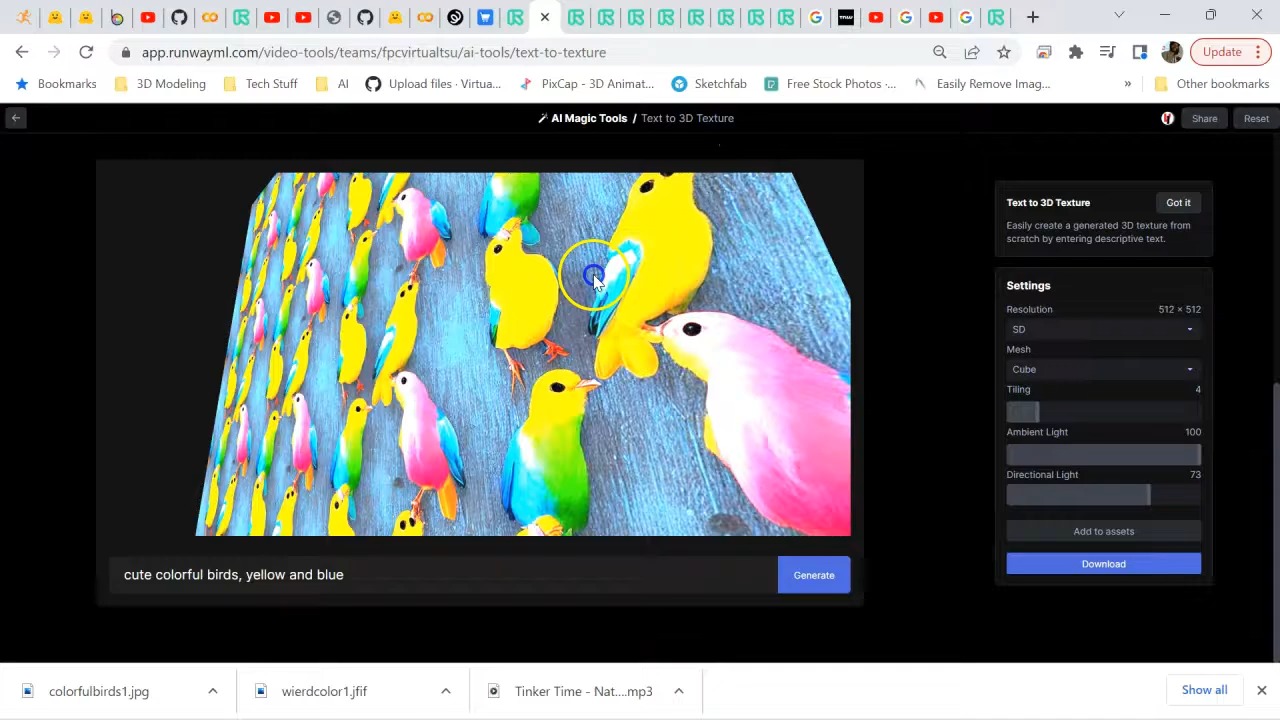 app.runwayml.com/video-tools/teams/fpcvirtualtsu/ai-tools/text-to-texture
Update
Bookmarks
3D Modeling
Tech Stuff
AI
Upload files · Virtua...
PixCap - 3D Animat...
Sketchfab
Free Stock Photos ·...
Easily Remove Imag...
»
Other bookmarks
AI Magic Tools / Text to 3D Texture
Share
Reset
Text to 3D Texture
Got it
Easily create a generated 3D texture from
scratch by entering descriptive text.
Settings
Resolution 512 × 512
SD
Mesh
Cube
Tiling 4
Ambient Light 100
Directional Light 73
Add to assets
Download
cute colorful birds, yellow and blue
Generate
colorfulbirds1.jpg
wierdcolor1.jfif
Tinker Time - Nat....mp3
Show all